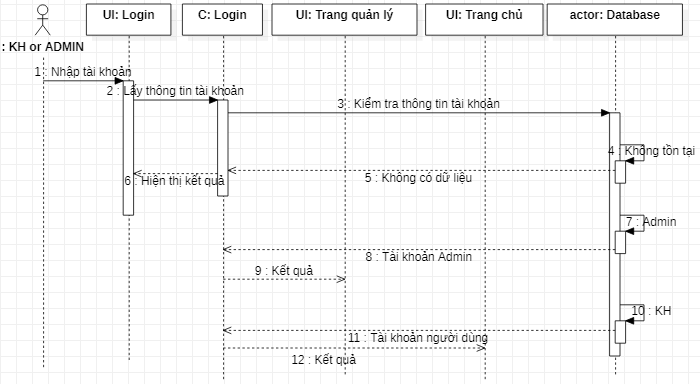 UI: Login
C: Login
UI: Trang quản lý
UI: Trang chủ
actor: Database
: KH or ADMIN
1 : Nhập tài khoản
2 : Lấy thông tin tài khoản
3 : Kiểm tra thông tin tài khoản
4 : Không tồn tại
5 : Không có dữ liệu
6 : Hiện thị kết quả
7 : Admin
8 : Tài khoản Admin
9 : Kết quả
10 : KH
11 : Tài khoản người dùng
12 : Kết quả